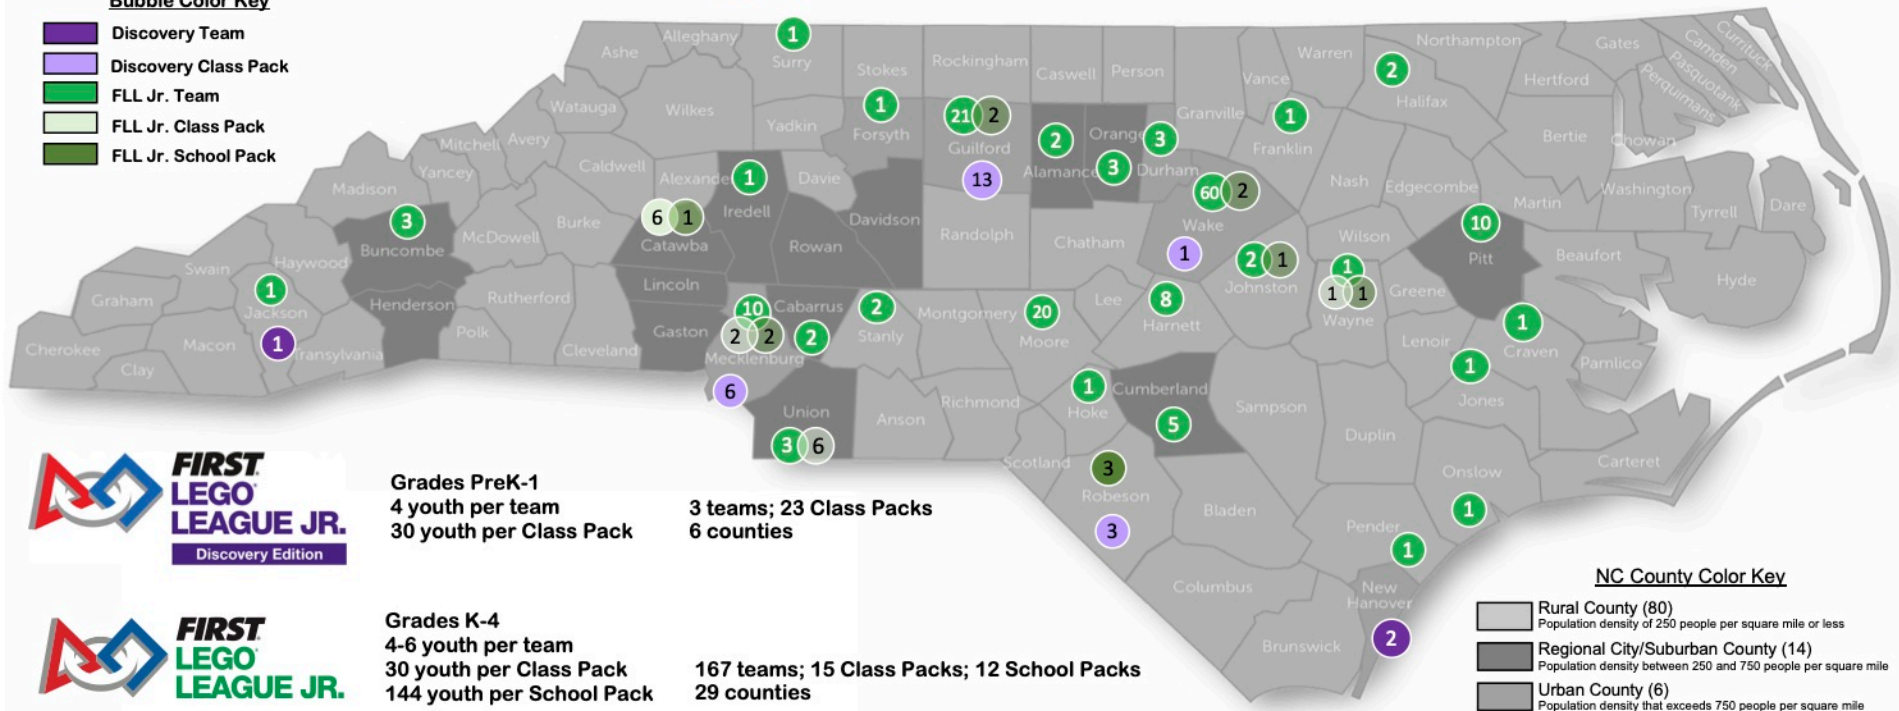 Bubble Color Key
Discovery Team
Discovery Class Pack
FLL Jr. Team
FLL Jr. Class Pack
FLL Jr. School Pack
Ashe
Alleghany
1
Surry
Stokes
Rockingham
Caswell
Person
Vance
Warren
Northampton
Gates
Camden
Currituck
Pasquotank
Perquimans
Hertford
2
Halifax
Watauga
Wilkes
Yadkin
1
Forsyth
21 2
Guilford
13
2
Alamance
Orange
3
3
Durham
Granville
1
Franklin
Bertie
Chowan
Mitchell
Avery
Yancey
Madison
Caldwell
Alexande
1
Iredell
Davie
Davidson
Randolph
Chatham
60 2
Wake
1
Nash
Edgecombe
Martin
Washington
Tyrrell
Dare
3
Buncombe
McDowell
Burke
6 1
Catawba
Rowan
Wilson
10
Pitt
Beaufort
Hyde
Swain
Haywood
1
Jackson
1
Graham
Henderson
Rutherford
Lincoln
Cherokee
Macon
Clay
Transylvania
Polk
Cleveland
Gaston
10
2 2
Mecklenburg
6
Cabarrus
2
2
Stanly
Montgomery
20
Moore
Lee
8
Harnett
2 1
Johnston
1
1 1
Wayne
Greene
Lenoir
1
Craven
Pamlico
1
Jones
Union
3 6
Anson
Richmond
1
Hoke
Cumberland
5
Sampson
Duplin
Onslow
1
Carteret
Scotland
3
Robeson
3
Bladen
Pender
1
Columbus
New
Hanover
2
Brunswick
FIRST
LEGO
LEAGUE JR.
Discovery Edition
Grades PreK-1
4 youth per team
30 youth per Class Pack
3 teams; 23 Class Packs
6 counties
FIRST
LEGO
LEAGUE JR.
Grades K-4
4-6 youth per team
30 youth per Class Pack
144 youth per School Pack
167 teams; 15 Class Packs; 12 School Packs
29 counties
NC County Color Key
Rural County (80)
Population density of 250 people per square mile or less
Regional City/Suburban County (14)
Population density between 250 and 750 people per square mile
Urban County (6)
Population density that exceeds 750 people per square mile